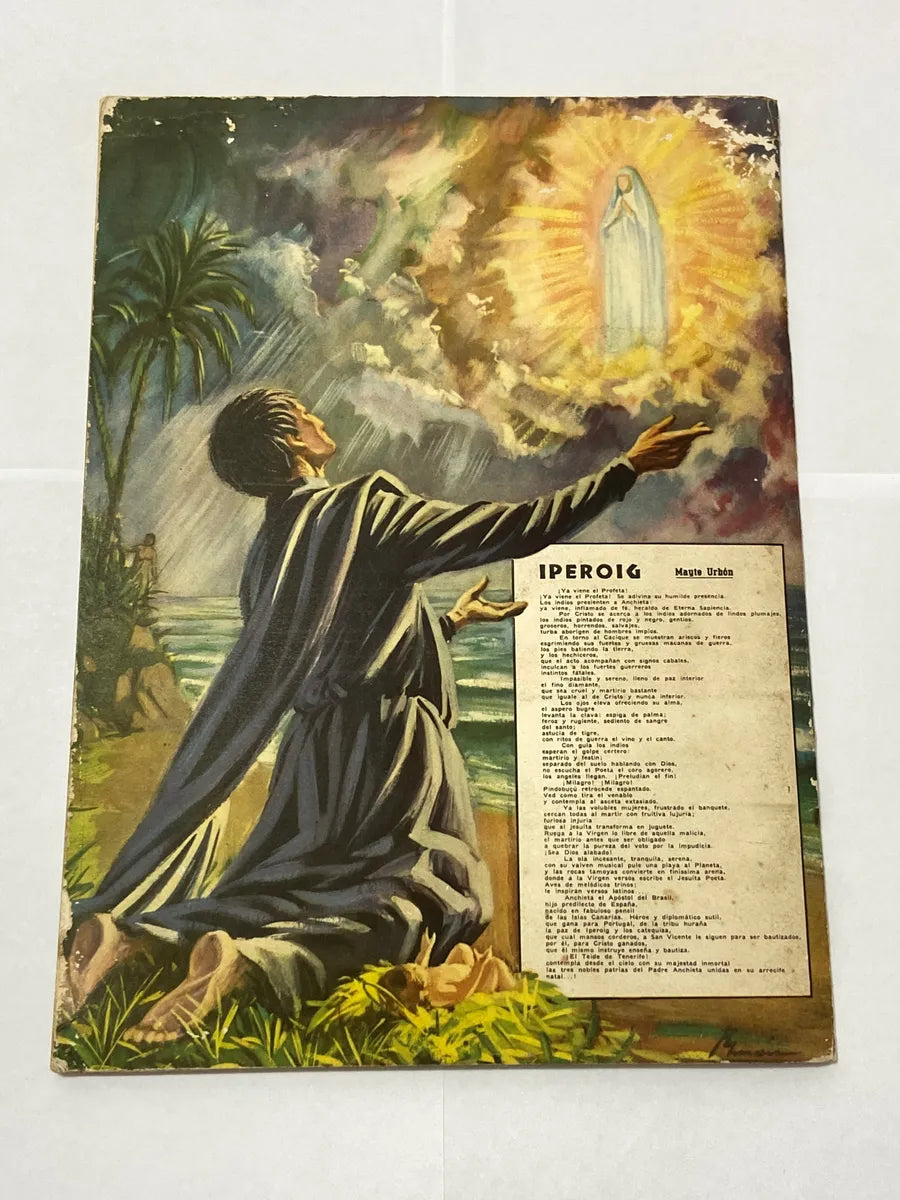 IPEROIG Mayte Urbón
¡Ya viene el Profeta!
¡Ya viene el Profeta! Se adivina su humilde presencia.
Los indios presienten a Anchieta:
ya viene, inflamada de fé, heraldo de Eterna Sapiencia.
Por Cristo se acerca a los indios adornados de lindos plumajes,
los indios pintados de rojo y negro, gentios.
groseros, horrendos, salvajes,
turba aborigen de hombres impíos.
En torno al Cacique se muestran ariscos y fieros
esgrimiendo sus fuertes y gruesas macanas de guerra.
los pies batiendo la tierra,
y los hechiceros,
que el acto acompañan con signos cabales,
inculcan a los fuertes guerreros
instintos fatales.
Impasible y sereno, lleno de paz interior
el fino diamante,
que sea cruel y martirio bastante
que iguale al de Cristo y nunca inferior.
Los ojos eleva ofreciendo su alma,
el aspero bugre
levanta la clava: espiga de palma;
feroz y rugiente, sediento de sangre
del santo;
astucia de tigre,
con ritos de guerra el vino y el canto.
Con guía los indios
esperan el golpe certero:
martirio y festin;
separado del suelo hablando con Dios,
no escucha el Poeta el coro agorero,
los angeles llegan. ¡Preludian el fin!
¡Milagro! ¡Milagro!
Pindobuçú retrocede espantado.
Ved como tira el venablo
y contempla al asceta extasiado.
Ya las volubles mujeres, frustrado el banquete,
cercan todas al martir con fruitiva lujuria;
furiosa injuria
que al jesuita transforma en juguete.
Ruega a la Virgen lo libre de aquella malicia,
el martirio antes que ser obligado
a quebrar la pureza del voto por la impudicia.
¡Sea Dios alabado!
La ola incesante, tranquila, serena,
con su vaiven musical pule una playa al Planeta,
y las rocas tamoyas convierte en finissima arena,
donde a la Virgen versos escribe el Jesuita Poeta.
Aves de melódicos trinos:
le inspiran versos latinos...
Anchieta el Apóstol del Brasil,
hijo predilecto de España,
nacido en fabuloso pensil
de las Islas Canarias. Héros y diplomático sutil,
que gana para Portugal, de la tribu huraña
la paz de Iperoig y los catequiza,
que cual mansos corderos, a San Vicente le siguen para ser bautizados,
por él, para Cristo ganados,
que él mismo instruye enseña y bautiza.
¡El Teide de Tenerife!
contempla desde el cielo con su majestad inmortal
las tres nobles patrias del Padre Anchieta unidas en su arrecife
natal...!